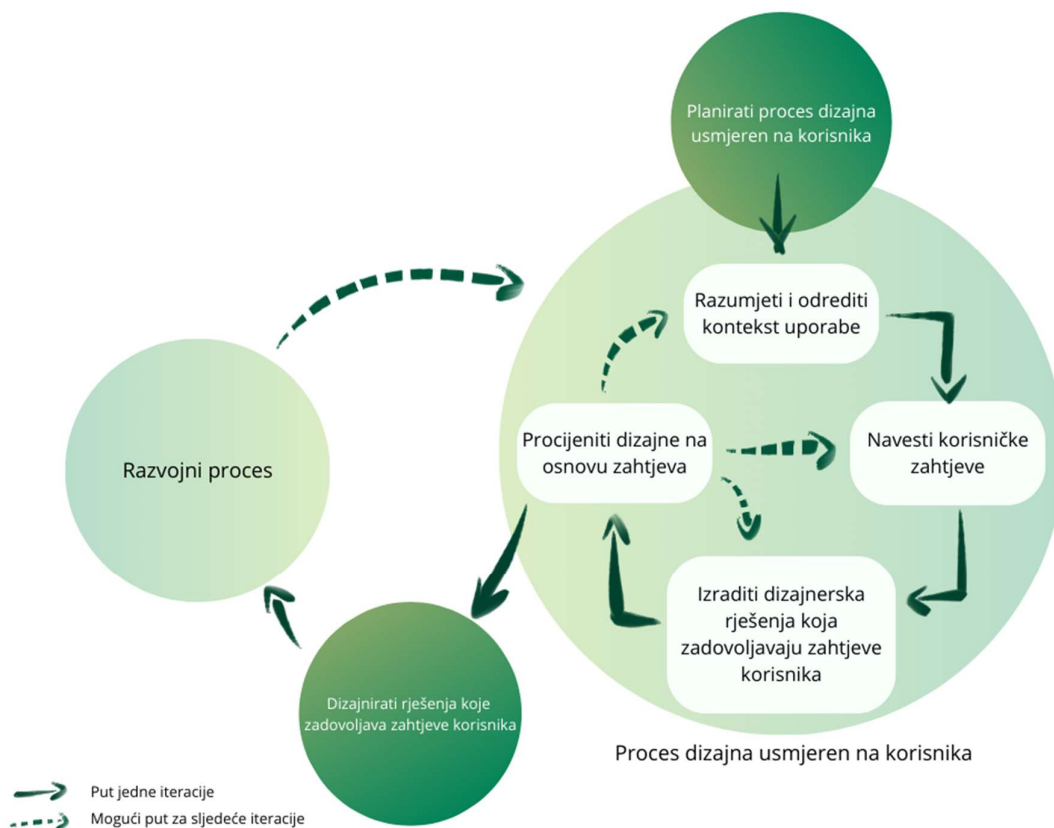 Planirati proces dizajna
usmjeren na korisnika
Razumjeti i odrediti
kontekst uporabe
Procijeniti dizajne na
osnovu zahtjeva
Navesti korisničke
zahtjeve
Razvojni proces
Izraditi dizajnerska
rješenja koja
zadovoljavaju zahtjeve
korisnika
Dizajnirati rješenja koje
zadovoljava zahtjeve korisnika
Proces dizajna usmjeren na korisnika
Put jedne iteracije
Mogući put za sljedeće iteracije